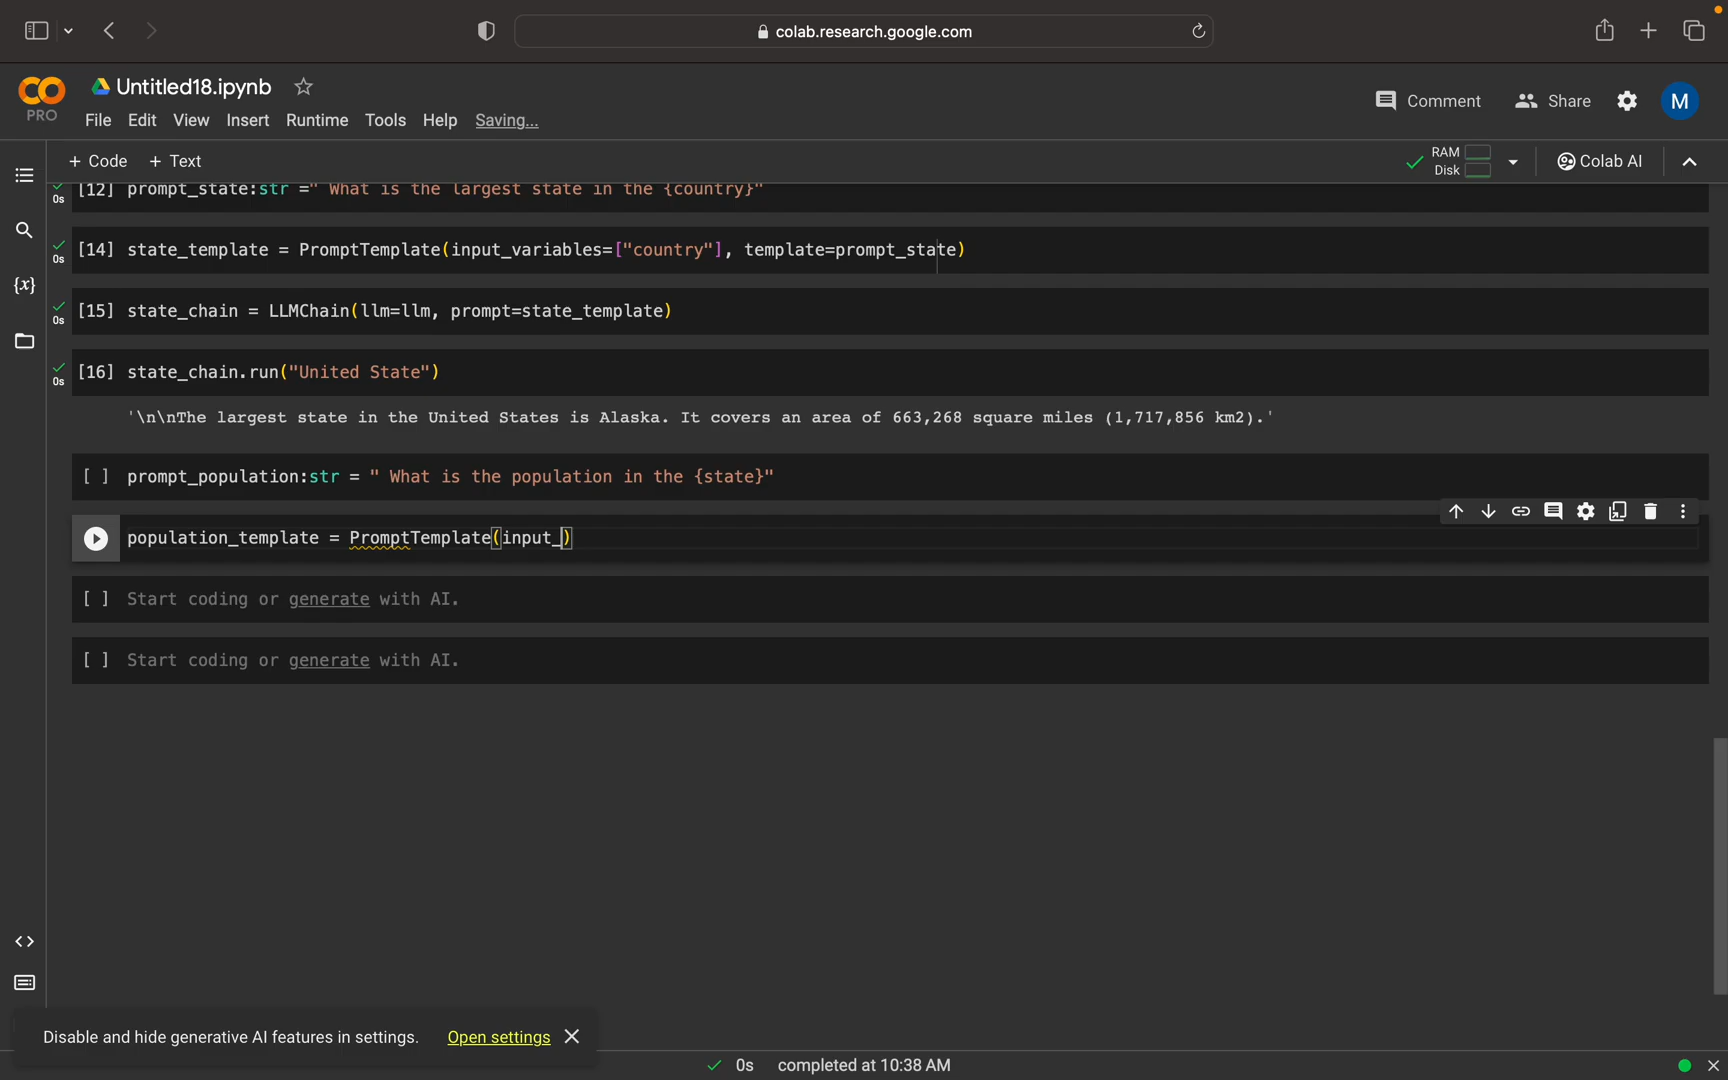 colab.research.google.com
CO
PRO
Untitled18.ipynb
File Edit View Insert Runtime Tools Help Saving...
Comment
Share
M
+ Code + Text
RAM
Disk
Colab AI
0s
[12] prompt_state:str =" What is the largest state in the {country}"
0s
[14] state_template = PromptTemplate(input_variables=["country"], template=prompt_state)
0s
[15] state_chain = LLMChain(llm=llm, prompt=state_template)
0s
[16] state_chain.run("United State")
'\n\nThe largest state in the United States is Alaska. It covers an area of 663,268 square miles (1,717,856 km2).'
[ ] prompt_population:str = " What is the population in the {state}"
population_template = PromptTemplate(input_)
[ ] Start coding or generate with AI.
[ ] Start coding or generate with AI.
Disable and hide generative AI features in settings. Open settings
0s completed at 10:38 AM